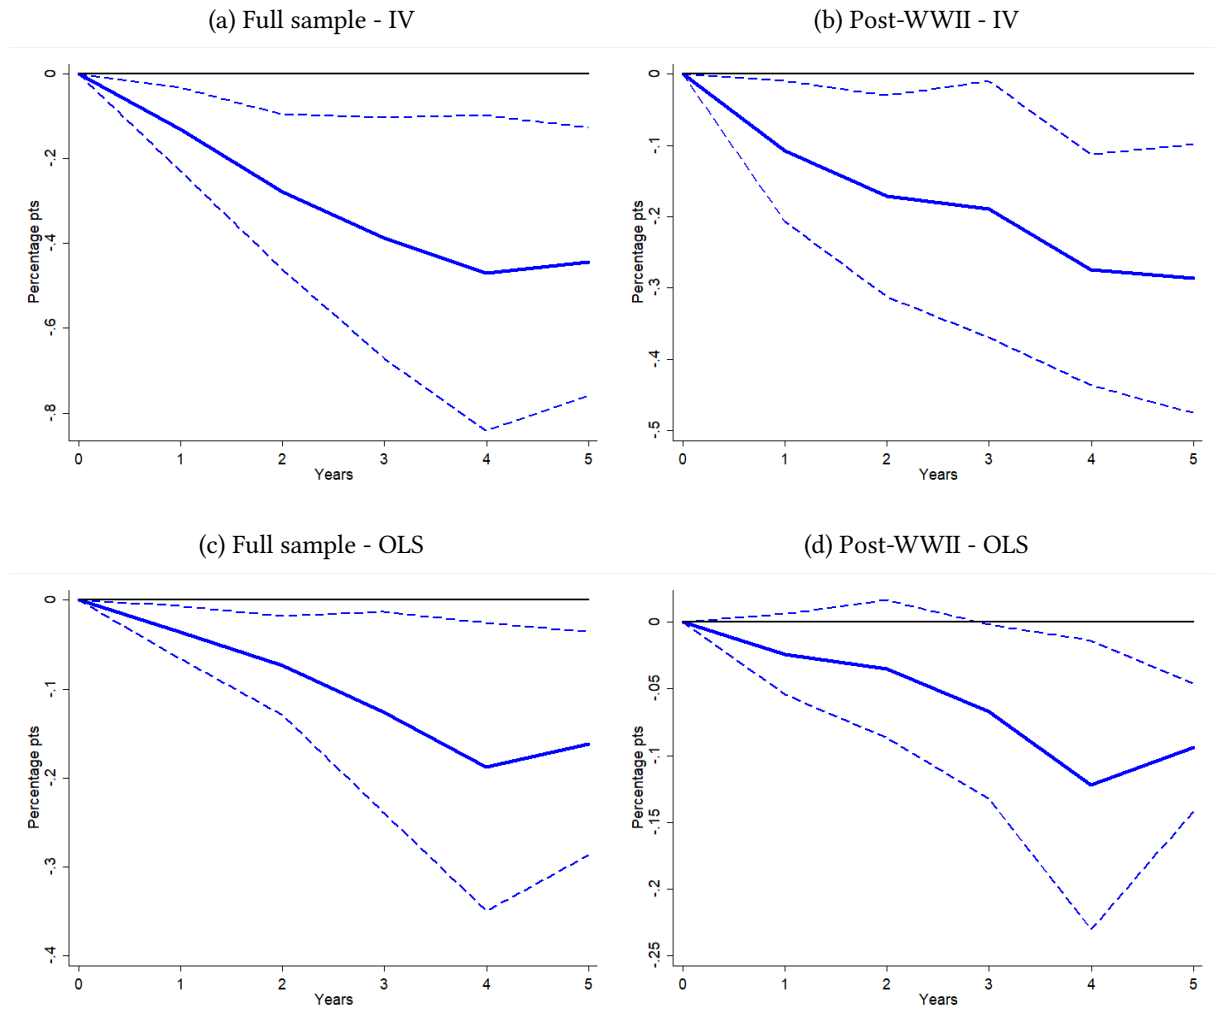 (a) Full sample - IV
(b) Post-WWII - IV
0
-.2
-.4
-.6
-.8
Percentage pts
0 1 2 3 4 5
Years
0
-.1
-.2
-.3
-.4
-.5
Percentage pts
0 1 2 3 4 5
Years
(c) Full sample - OLS
(d) Post-WWII - OLS
0
-.1
-.2
-.3
-.4
Percentage pts
0 1 2 3 4 5
Years
0
-.05
-.1
-.15
-.2
-.25
Percentage pts
0 1 2 3 4 5
Years